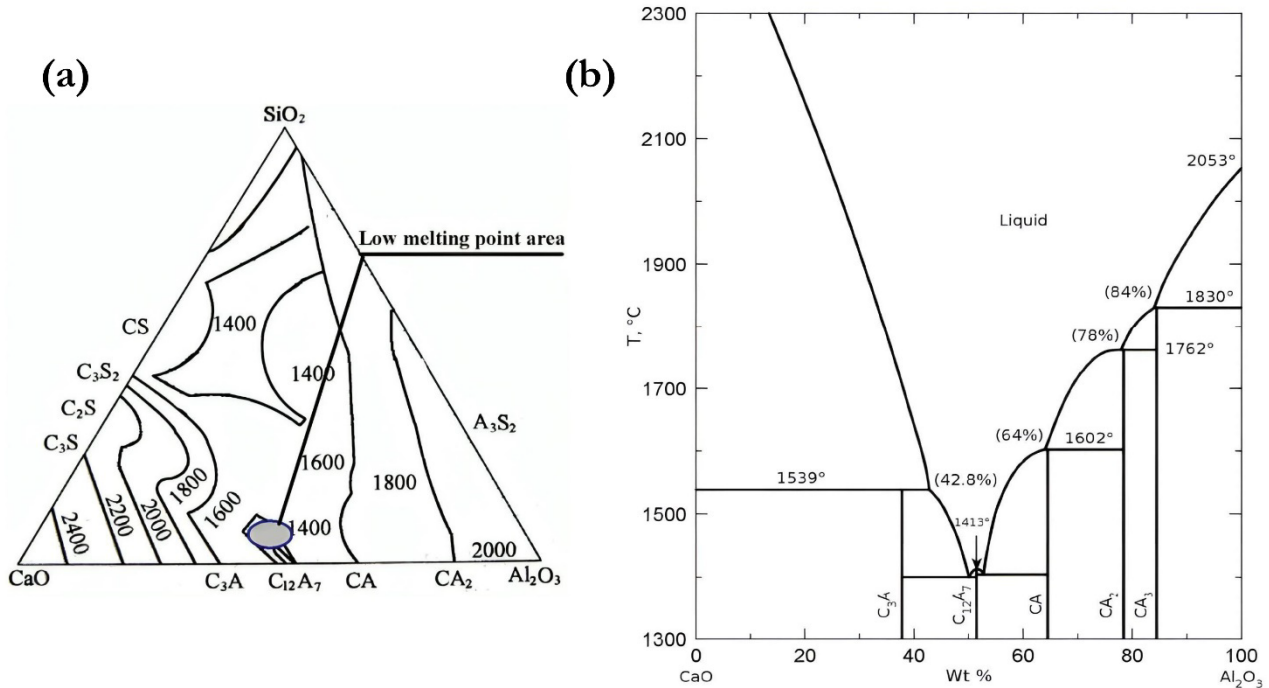 (a)
SiO₂
Low melting point area
1400
CS
C₃S₂
1400
C₂S
A₃S₂
C₃S
1600
1800
1800
1600
2000
2200
2400
1400
2000
CaO
C₃A
C₁₂A₇
CA
CA₂
Al₂O₃
(b)
2300
2100
2053°
Liquid
1900
T, °C
(84%)
1830°
(78%)
1762°
1700
(64%)
1602°
1539°
(42.8%)
1500
1413°
C₃A
C₁₂A₇
CA
CA₂
CA₃
1300
0
20
40
60
80
100
CaO
Wt %
Al₂O₃